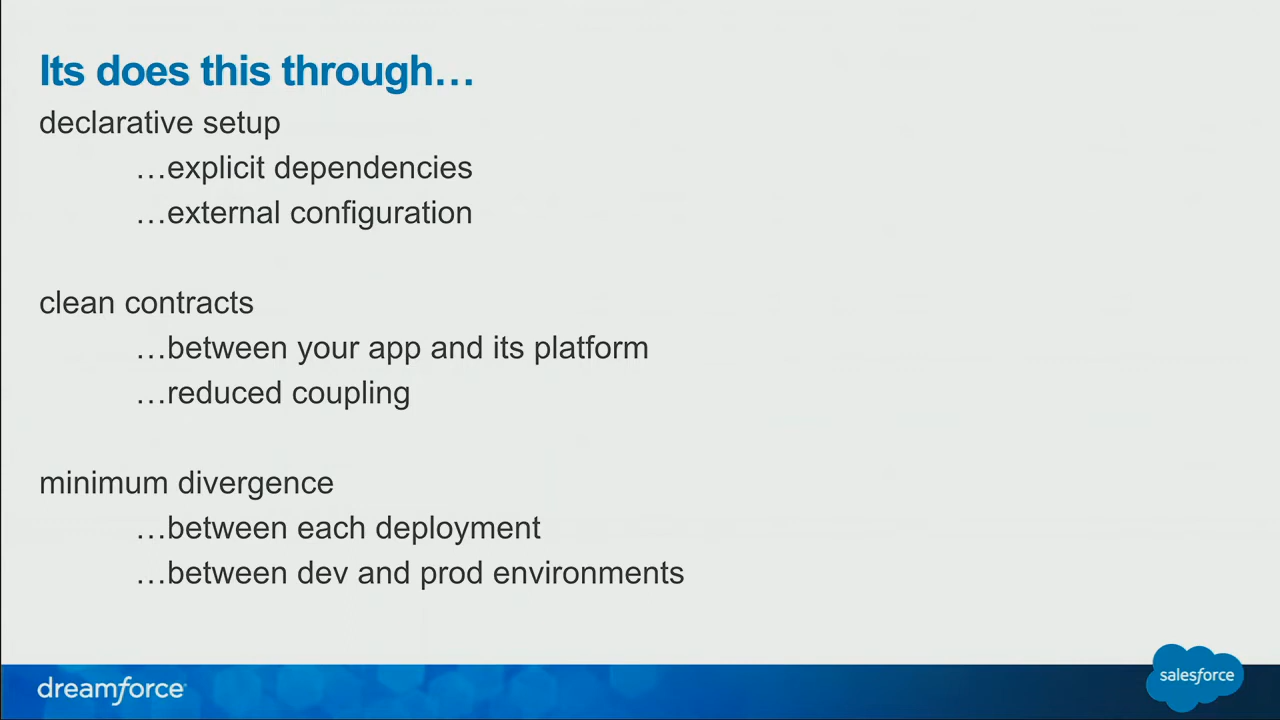 Its does this through…
declarative setup
…explicit dependencies
…external configuration
clean contracts
…between your app and its platform
…reduced coupling
minimum divergence
…between each deployment
…between dev and prod environments
dreamforce
salesforce